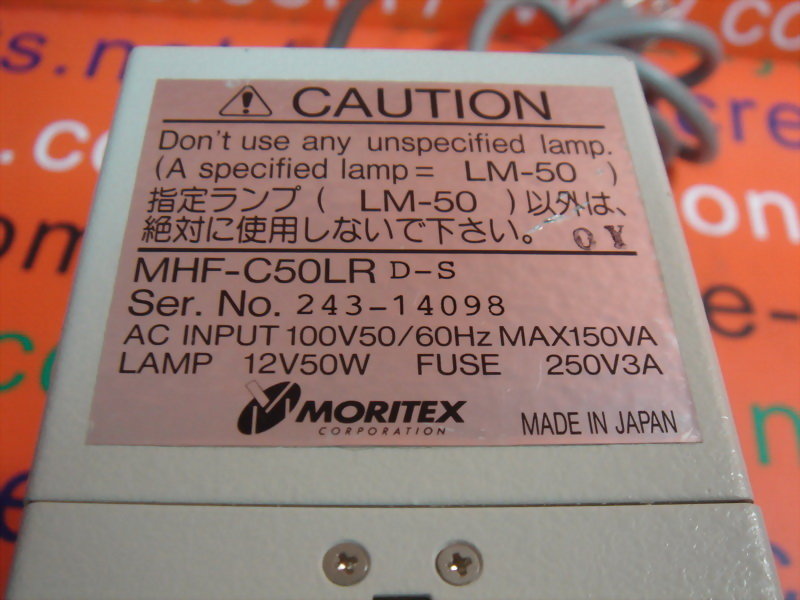 CAUTION
Don't use any unspecified lamp.
(A specified lamp = LM-50 )
指定ランプ( LM-50 )以外は、
絶対に使用しないで下さい。 OY
MHF-C50LR D-S
Ser. No. 243-14098
AC INPUT 100V50/60Hz MAX150VA
LAMP 12V50W FUSE 250V3A
MORITEX
CORPORATION
MADE IN JAPAN